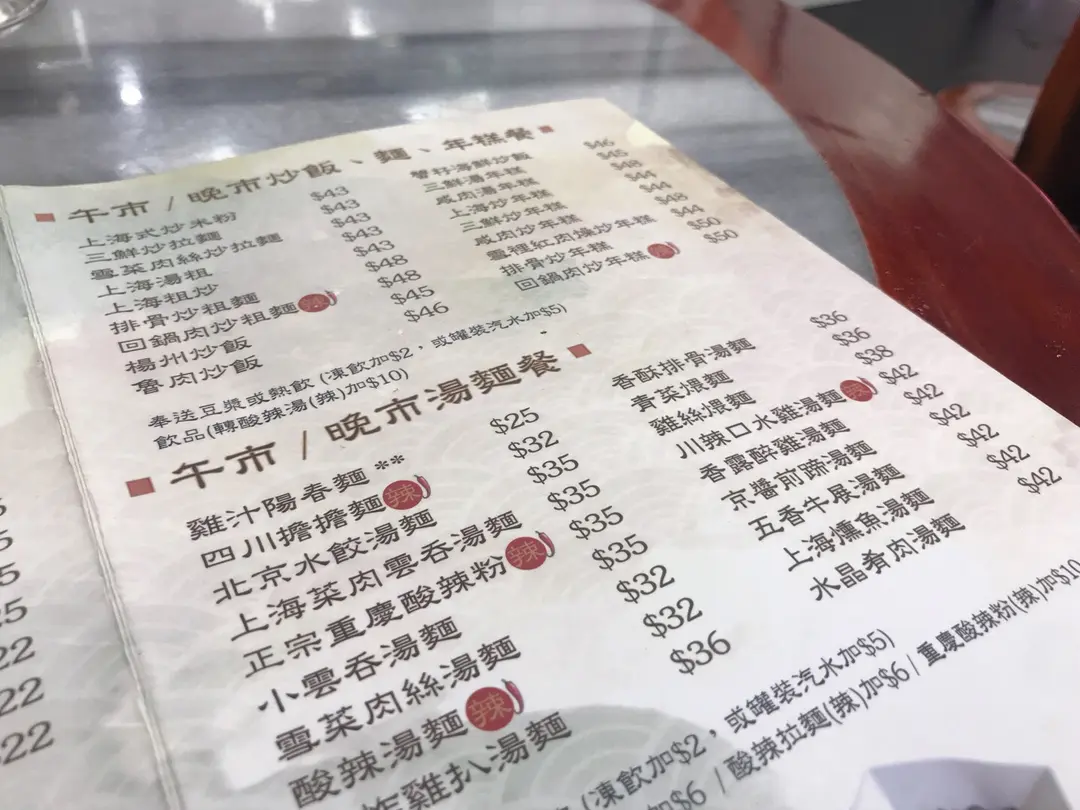 午市 / 晚市炒飯、麵、年糕餐
上海式炒米粉
三鮮炒拉麵
雪菜肉絲炒拉麵
上海湯粗
上海粗炒
排骨炒粗麵
回鍋肉炒粗麵 辣
楊州炒飯
魯肉炒飯
$43
$43
$43
$43
$48
$48
$45
$46
蟹籽海鮮炒飯
三鮮湯年糕
咸肉湯年糕
上海炒年糕
三鮮炒年糕
咸肉炒年糕
雪裡紅肉燥炒年糕
排骨炒年糕
回鍋肉炒年糕 辣
$46
$45
$48
$44
$44
$48
$44
$50
$50
奉送豆漿或熱飲 (凍飲加$2，或罐裝汽水加$5)
飲品(轉酸辣湯(辣)加$10)
午市 / 晚市湯麵餐
雞汁陽春麵 **
四川擔擔麵 辣
北京水餃湯麵
上海菜肉雲吞湯麵
正宗重慶酸辣粉 辣
小雲吞湯麵
雪菜肉絲湯麵
酸辣湯麵 辣
炸雞扒湯麵
$25
$32
$35
$35
$35
$35
$32
$32
$36
香酥排骨湯麵
青菜煨麵
雞絲煨麵
川辣口水雞湯麵 辣
香露醉雞湯麵
京醬前蹄湯麵
五香牛展湯麵
上海燻魚湯麵
水晶肴肉湯麵
$36
$36
$38
$42
$42
$42
$42
$42
(凍飲加$2，或罐裝汽水加$5)
加$6 / 酸辣拉麵(辣)加$6 / 重慶酸辣粉(辣)加$10
22
22
22